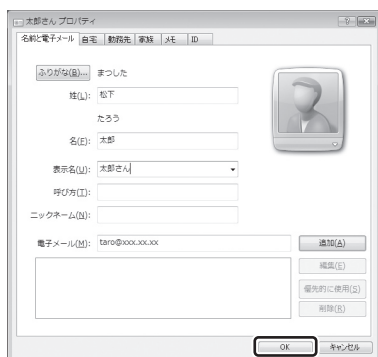 太郎さん プロパティ
名前と電子メール 自宅 勤務先 家族 メモ ID
ふりがな(B)... まつした
姓(L): 松下
たろう
名(F): 太郎
表示名(U): 太郎さん
呼び方(T):
ニックネーム(N):
電子メール(M): taro@xxx.xx.xx 追加(A)
編集(E)
優先的に使用(S)
削除(R)
OK キャンセル